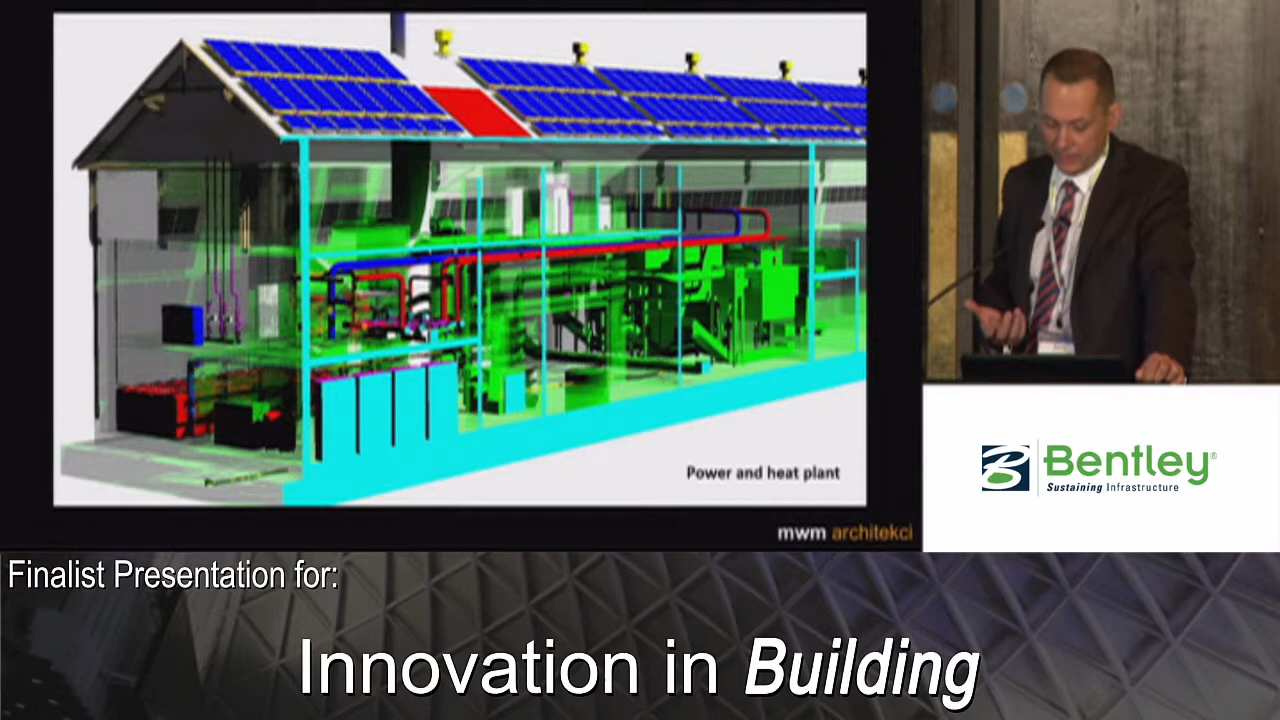 Power and heat plant
mwm architekci
Bentley®
Sustaining Infrastructure
Finalist Presentation for:
Innovation in Building